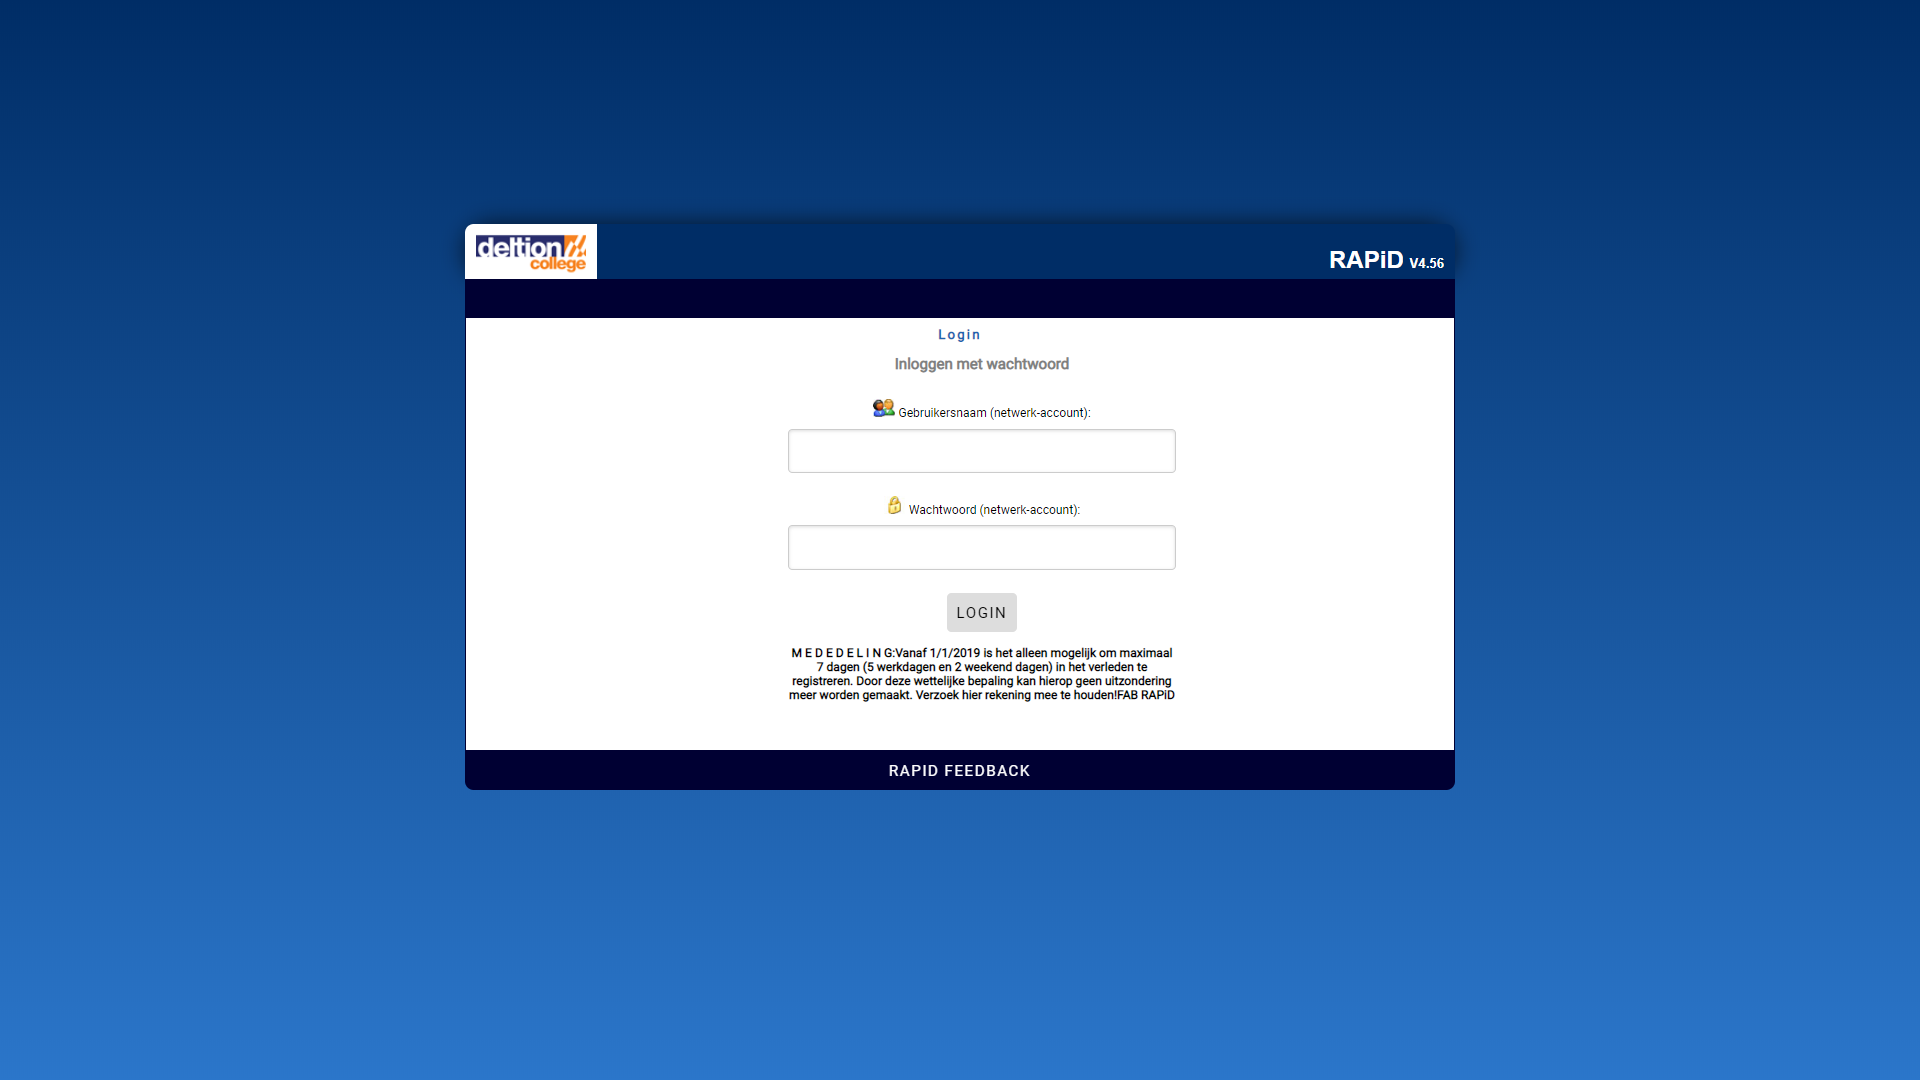 deltion
college
RAPiD V4.56
Login
Inloggen met wachtwoord
Gebruikersnaam (netwerk-account):
Wachtwoord (netwerk-account):
LOGIN
M E D E D E L I N G:Vanaf 1/1/2019 is het alleen mogelijk om maximaal
7 dagen (5 werkdagen en 2 weekend dagen) in het verleden te
registreren. Door deze wettelijke bepaling kan hierop geen uitzondering
meer worden gemaakt. Verzoek hier rekening mee te houden!FAB RAPiD
RAPID FEEDBACK